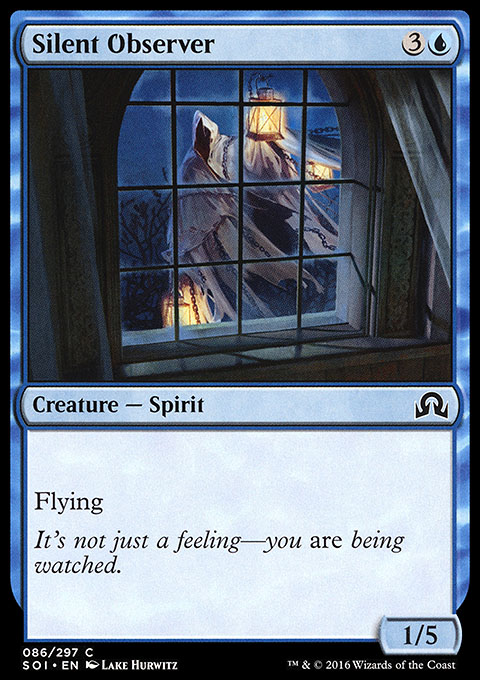 Silent Observer 3
Creature — Spirit
Flying
It's not just a feeling—you are being
watched.
1/5
086/297 C
SOI • EN Lake Hurwitz
™ & © 2016 Wizards of the Coast